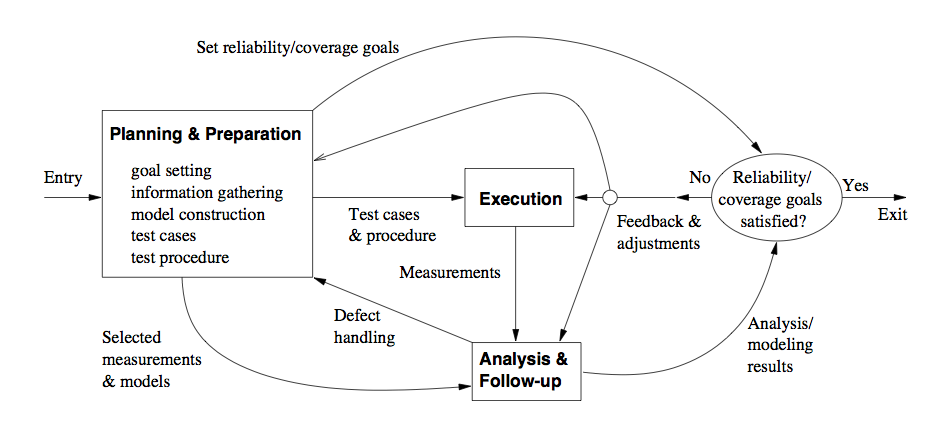 Set reliability/coverage goals
Planning & Preparation
goal setting
information gathering
model construction
test cases
test procedure
Entry
Test cases
& procedure
Execution
Feedback &
adjustments
No
Reliability/
coverage goals
satisfied?
Yes
Exit
Measurements
Defect
handling
Selected
measurements
& models
Analysis &
Follow-up
Analysis/
modeling
results